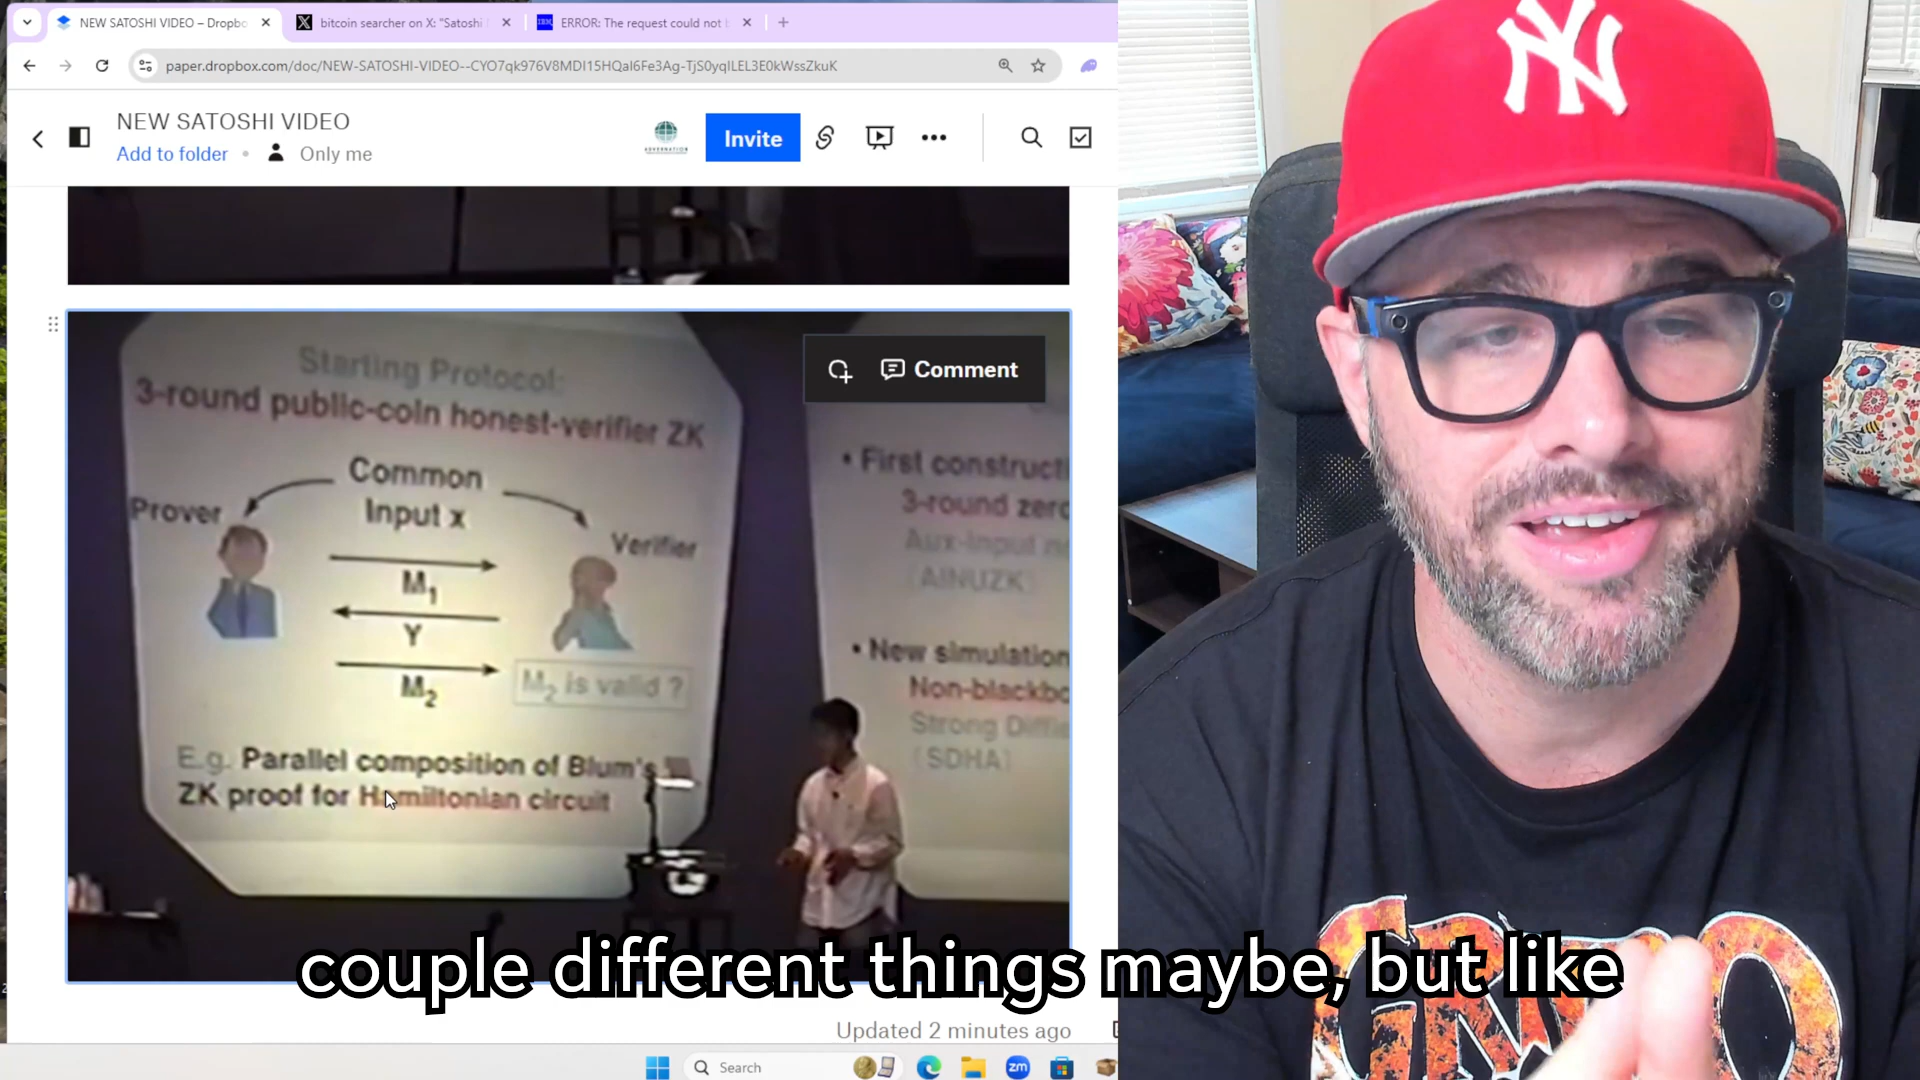 NEW SATOSHI VIDEO – Dropbo
bitcoin searcher on X: "Satoshi
ERROR: The request could not b
paper.dropbox.com/doc/NEW-SATOSHI-VIDEO--CYO7qk976V8MDI15HQaI6Fe3Ag-TjS0yqILEL3E0kWssZkuK
NEW SATOSHI VIDEO
Add to folder • Only me
Invite
Comment
Starting Protocol:
3-round public-coin honest-verifier ZK
Common
Input x
Prover
Verifier
M1
Y
M2
M2 is valid ?
E.g. Parallel composition of Blum's
ZK proof for Hamiltonian circuit
• First construct
3-round zero
Aux-Input
(AINUZK)
• New simulation
Non-blackbo
Strong Diffie
(SDHA)
NY
couple different things maybe, but like
Updated 2 minutes ago
Search
zm